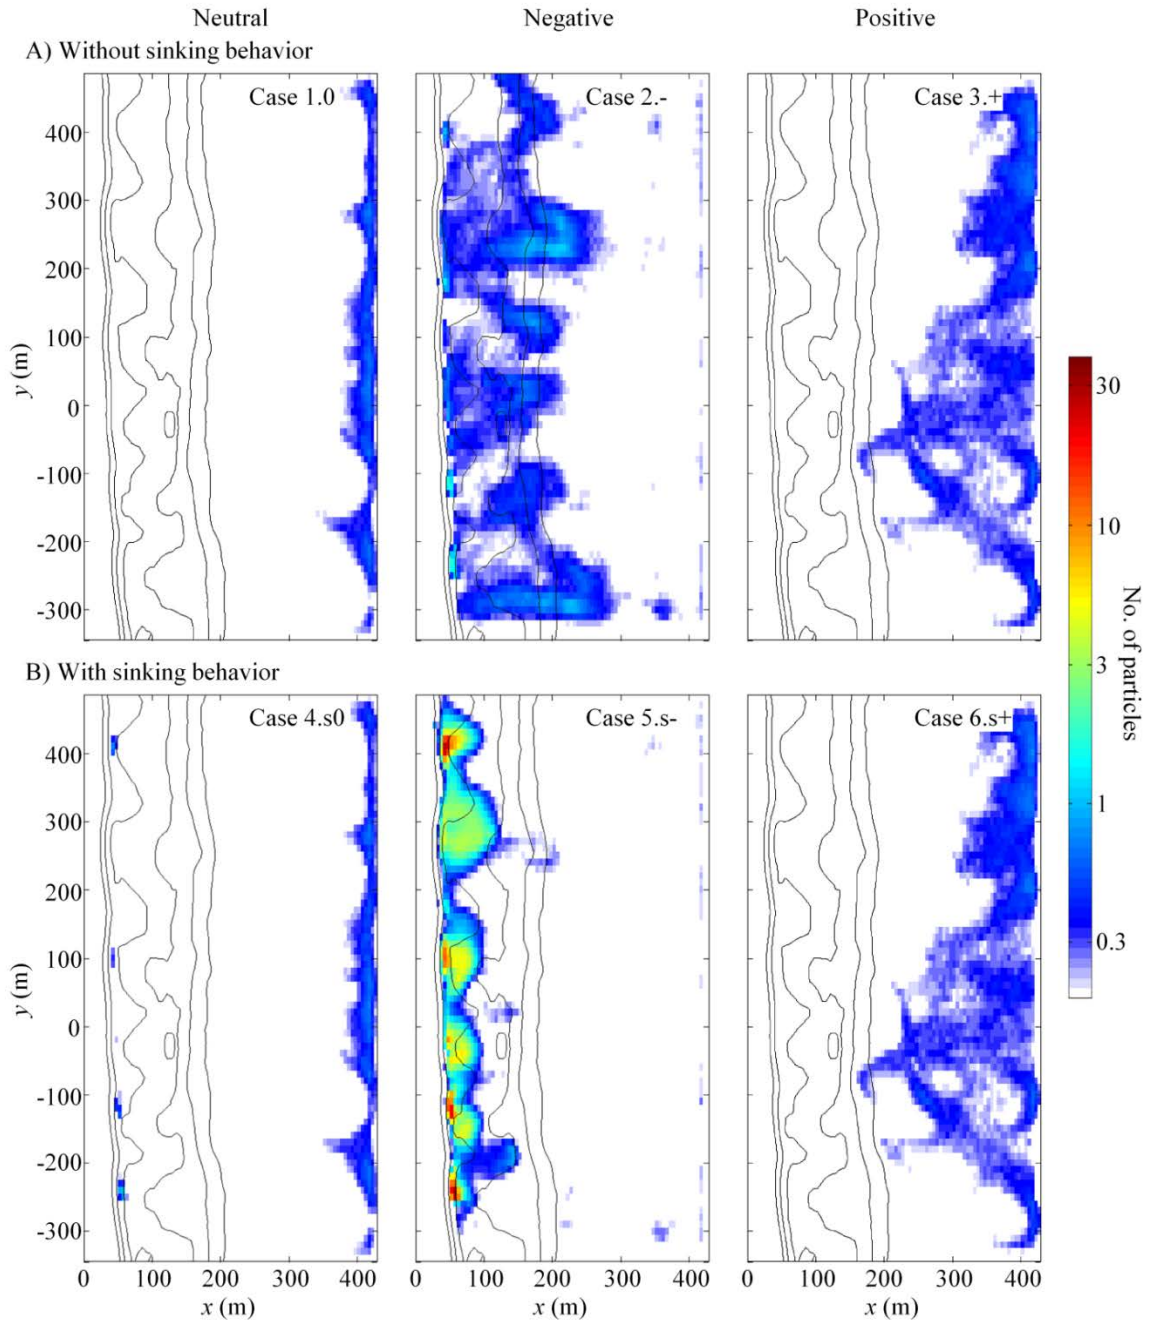 Neutral Negative Positive
A) Without sinking behavior
Case 1.0 Case 2.- Case 3.+
400
300
200
100
0
-100
-200
-300
y (m)
30
10
3
1
0.3
No. of particles
B) With sinking behavior
Case 4.s0 Case 5.s- Case 6.s+
400
300
200
100
0
-100
-200
-300
y (m)
0 100 200 300 400 0 100 200 300 400 0 100 200 300 400
x (m) x (m) x (m)